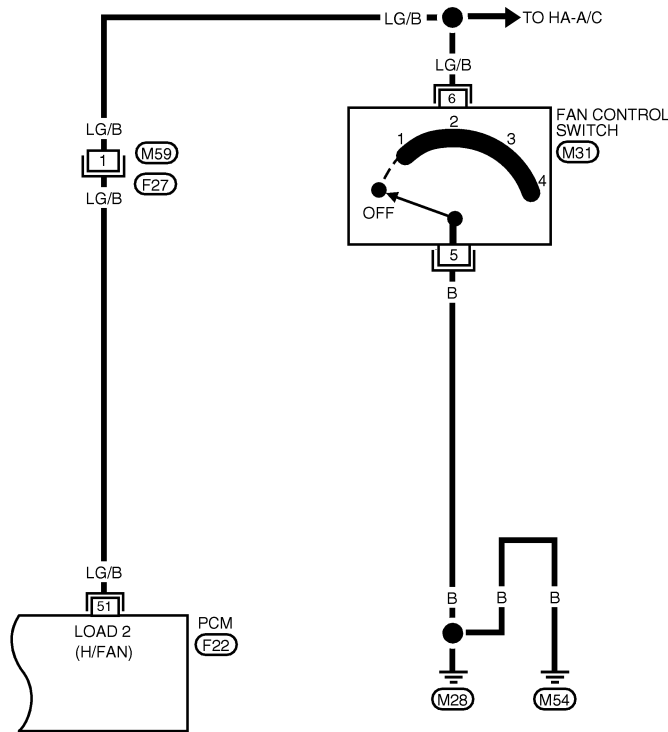 LG/B
TO HA-A/C
LG/B
6
FAN CONTROL
SWITCH
M31
1
2
3
4
OFF
5
B
LG/B
1
M59
F27
LG/B
LG/B
51
LOAD 2
(H/FAN)
PCM
F22
B
B
B
M28
M54